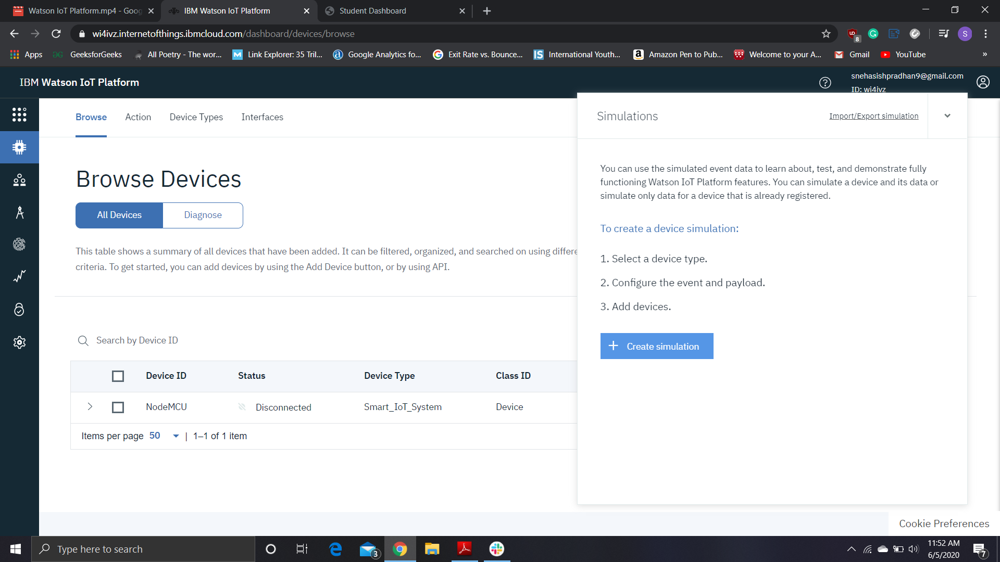 Watson IoT Platform.mp4 - Goog
IBM Watson IoT Platform
Student Dashboard
wi4ivz.internetofthings.ibmcloud.com/dashboard/devices/browse
8
S
Apps
GeeksforGeeks
All Poetry - The wor...
Link Explorer: 35 Tril...
Google Analytics fo...
Exit Rate vs. Bounce...
International Youth...
Amazon Pen to Pub...
Welcome to your A...
Gmail
YouTube
»
IBM Watson IoT Platform
snehasishpradhan9@gmail.com
ID: wi4ivz
Browse
Action
Device Types
Interfaces
Simulations
Import/Export simulation
Browse Devices
All Devices
Diagnose
This table shows a summary of all devices that have been added. It can be filtered, organized, and searched on using differe
criteria. To get started, you can add devices by using the Add Device button, or by using API.
You can use the simulated event data to learn about, test, and demonstrate fully
functioning Watson IoT Platform features. You can simulate a device and its data or
simulate only data for a device that is already registered.
To create a device simulation:
1. Select a device type.
2. Configure the event and payload.
3. Add devices.
+ Create simulation
Search by Device ID
Device ID
Status
Device Type
Class ID
NodeMCU
Disconnected
Smart_IoT_System
Device
Items per page 50 | 1–1 of 1 item
Cookie Preferences
Type here to search
3
11:52 AM
6/5/2020
7